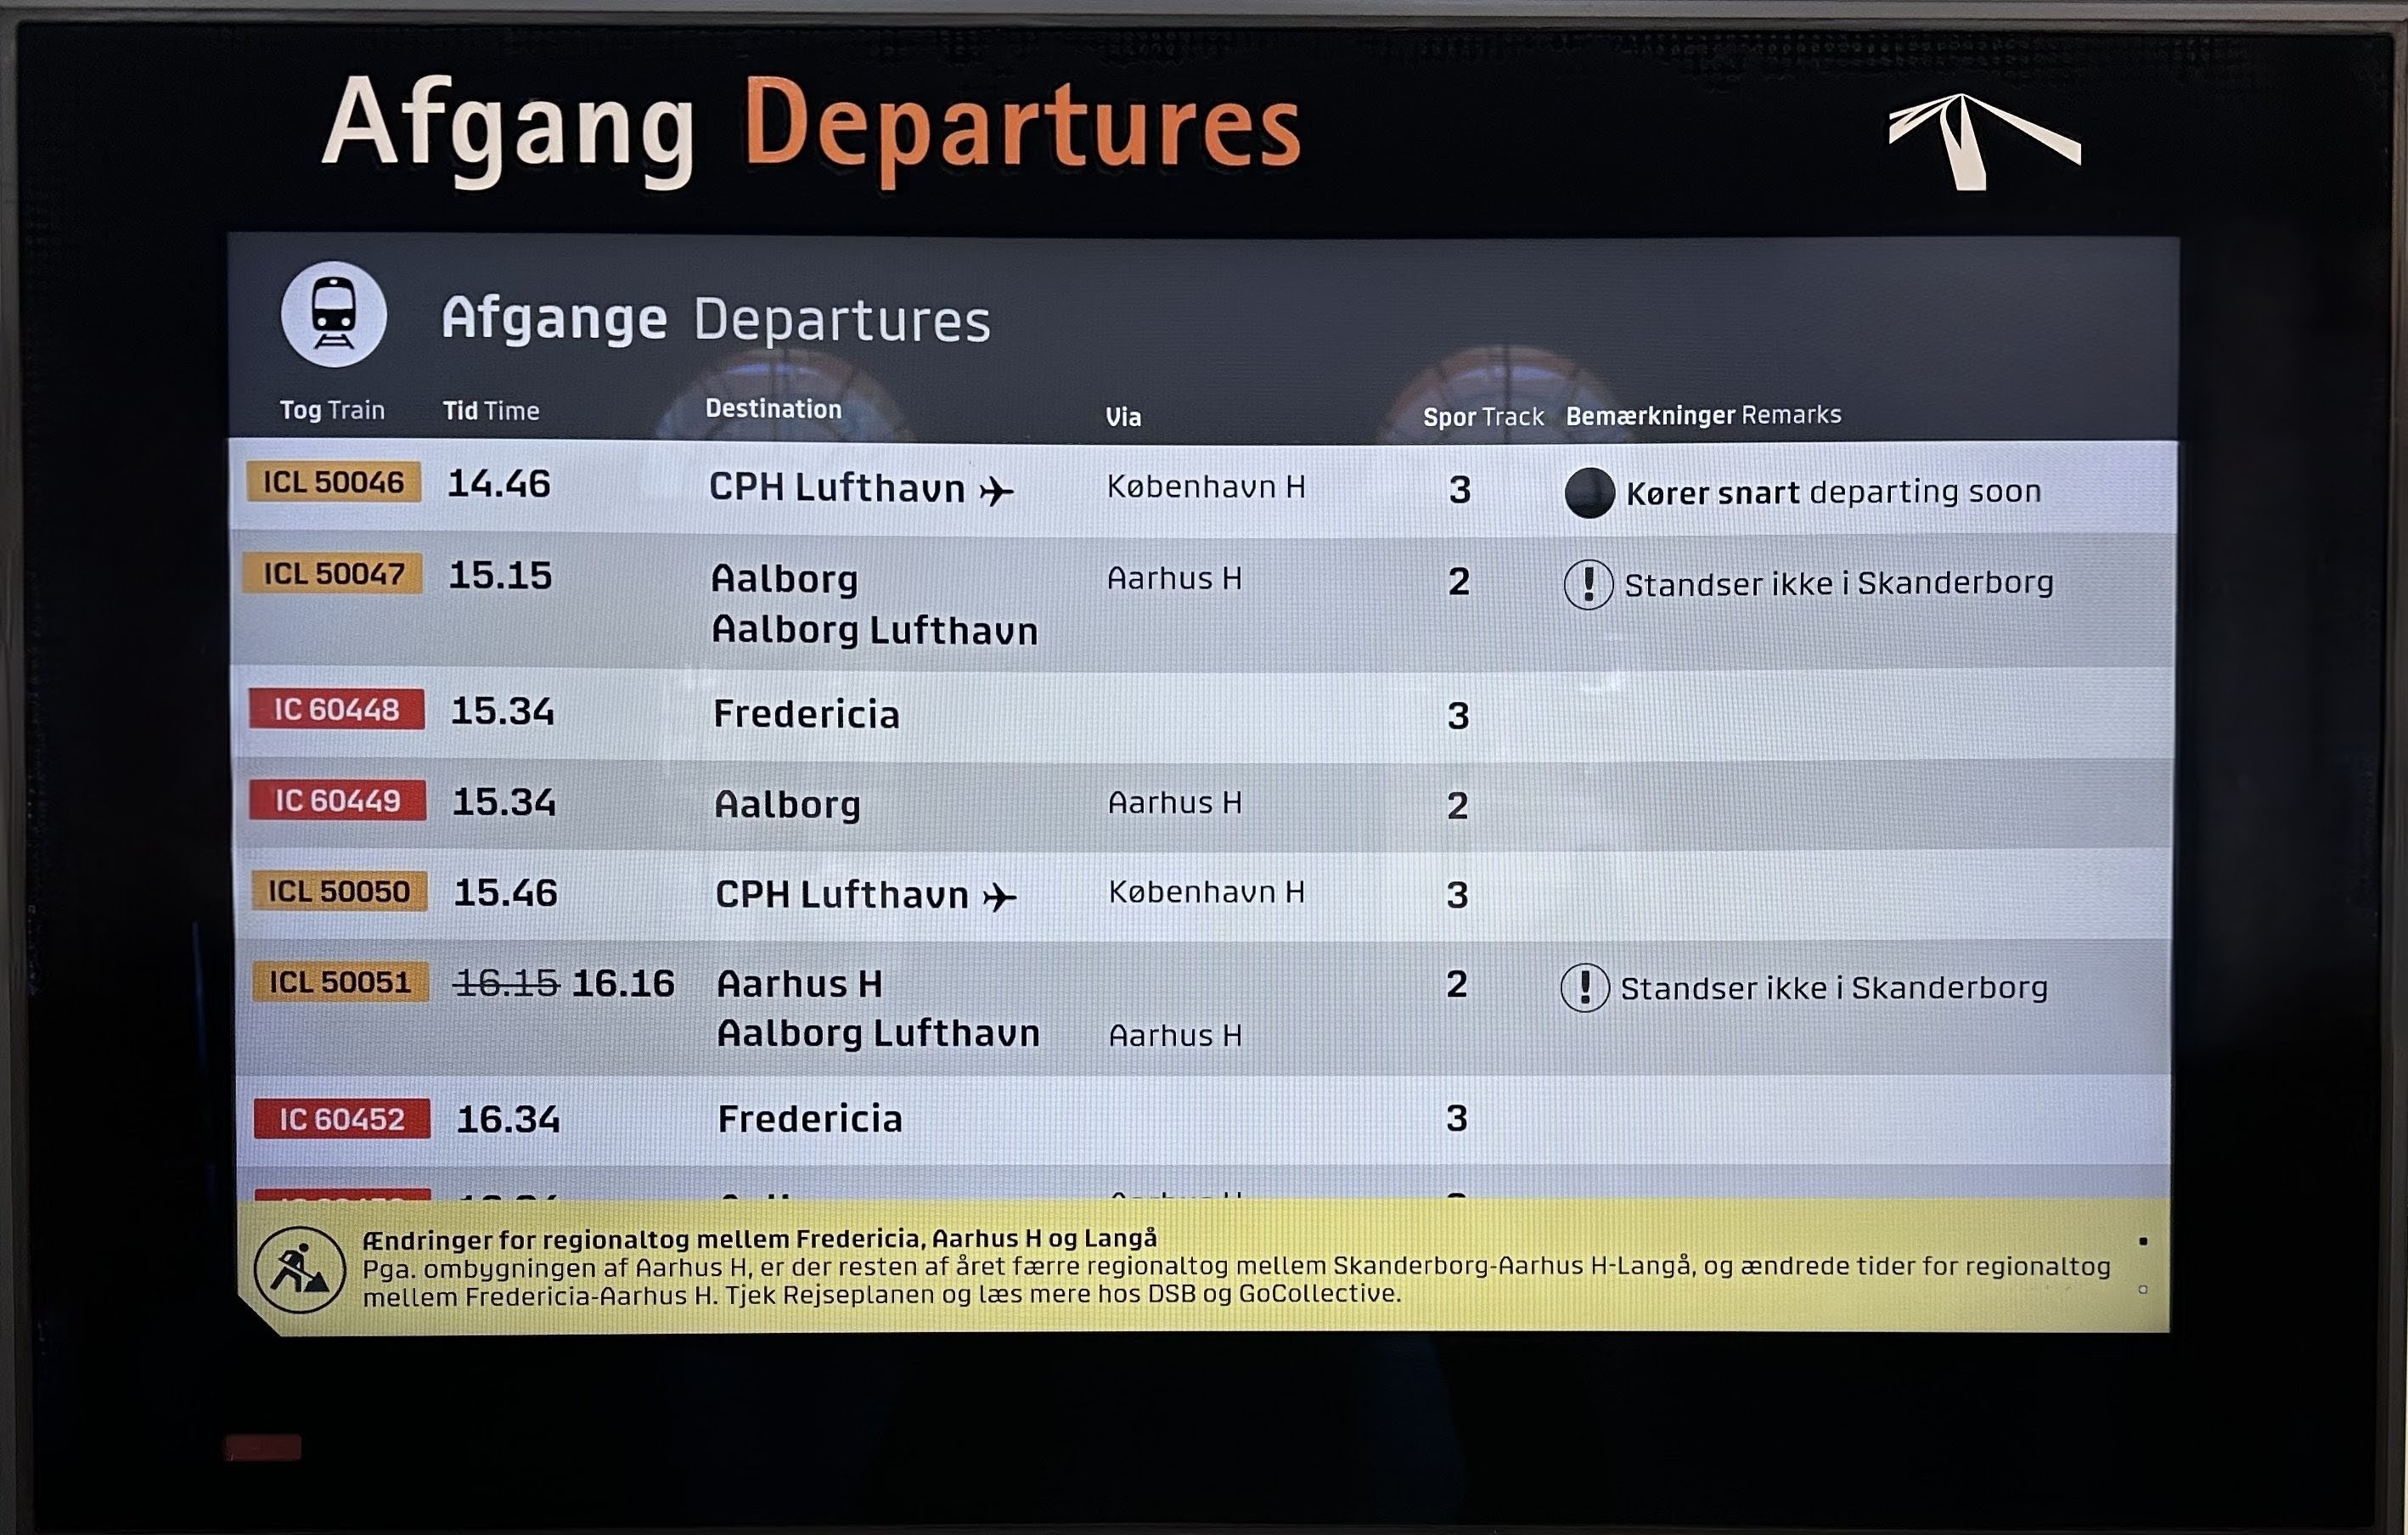 Afgang Departures
Afgange Departures
Tog Train Tid Time Destination Via Spor Track Bemærkninger Remarks
ICL 50046 14.46 CPH Lufthavn København H 3 Kører snart departing soon
ICL 50047 15.15 Aalborg Aarhus H 2 ! Standser ikke i Skanderborg
Aalborg Lufthavn
IC 60448 15.34 Fredericia 3
IC 60449 15.34 Aalborg Aarhus H 2
ICL 50050 15.46 CPH Lufthavn København H 3
ICL 50051 16.15 16.16 Aarhus H 2 ! Standser ikke i Skanderborg
Aalborg Lufthavn Aarhus H
IC 60452 16.34 Fredericia 3
Ændringer for regionaltog mellem Fredericia, Aarhus H og Langå
Pga. ombygningen af Aarhus H, er der resten af året færre regionaltog mellem Skanderborg-Aarhus H-Langå, og ændrede tider for regionaltog
mellem Fredericia-Aarhus H. Tjek Rejseplanen og læs mere hos DSB og GoCollective.